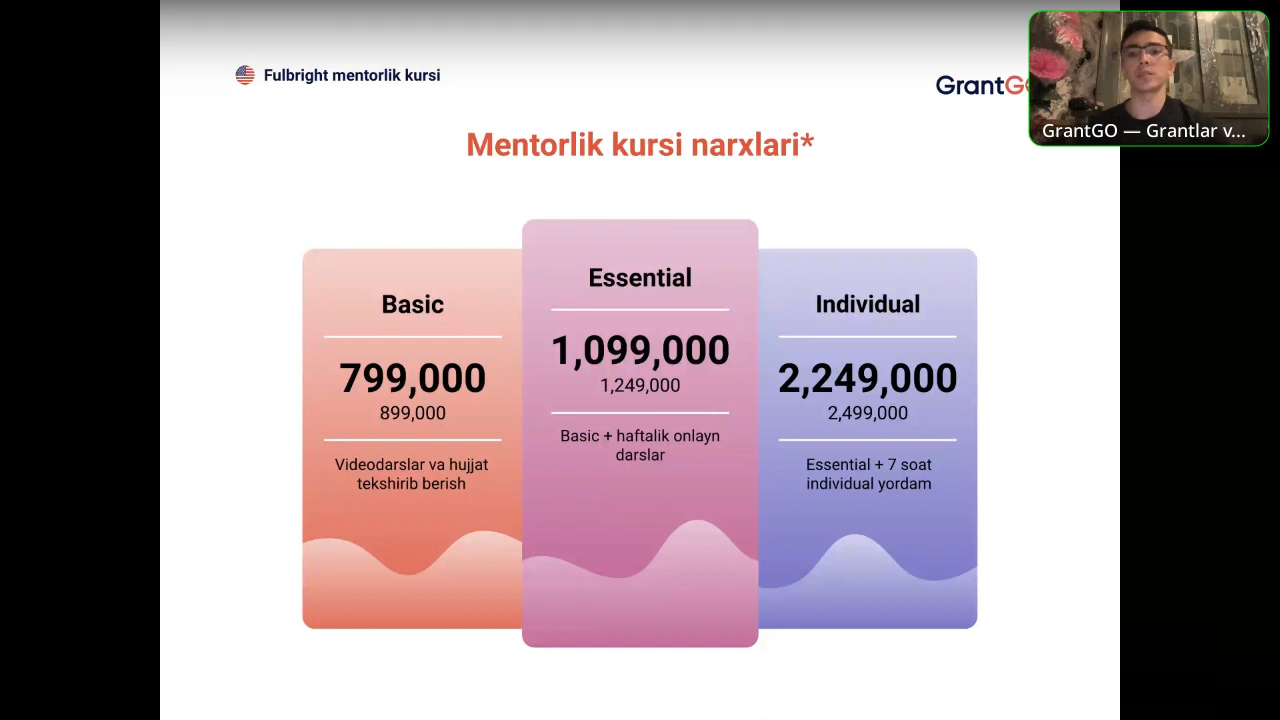 Fulbright mentorlik kursi
GrantG
GrantGO — Grantlar v...
Mentorlik kursi narxlari*
Basic
799,000
899,000
Videodarslar va hujjat
tekshirib berish
Essential
1,099,000
1,249,000
Basic + haftalik onlayn
darslar
Individual
2,249,000
2,499,000
Essential + 7 soat
individual yordam